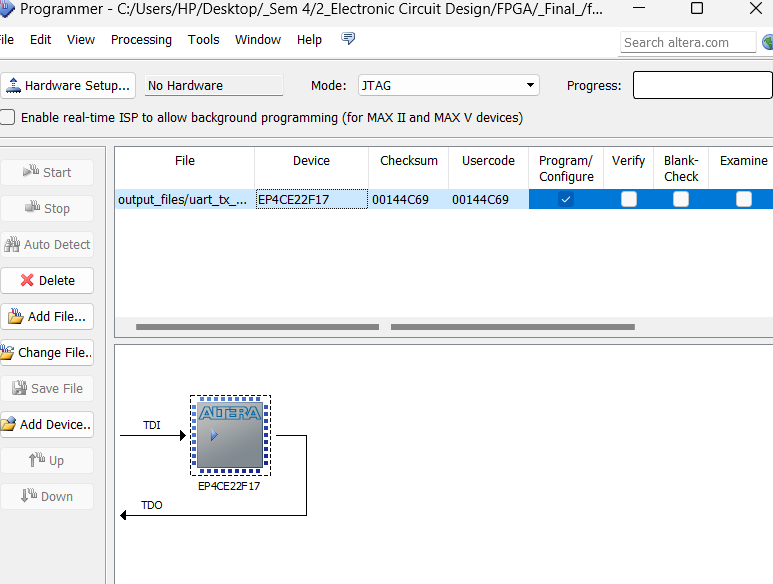 Programmer - C:/Users/HP/Desktop/_Sem 4/2_Electronic Circuit Design/FPGA/_Final_/f...
File Edit View Processing Tools Window Help
Search altera.com
Hardware Setup... No Hardware Mode: JTAG Progress:
Enable real-time ISP to allow background programming (for MAX II and MAX V devices)
Start
Stop
Auto Detect
Delete
Add File...
Change File..
Save File
Add Device..
Up
Down
File Device Checksum Usercode Program/ Configure Verify Blank- Check Examine
output_files/uart_tx_... EP4CE22F17 00144C69 00144C69
TDI
ALTERA
EP4CE22F17
TDO